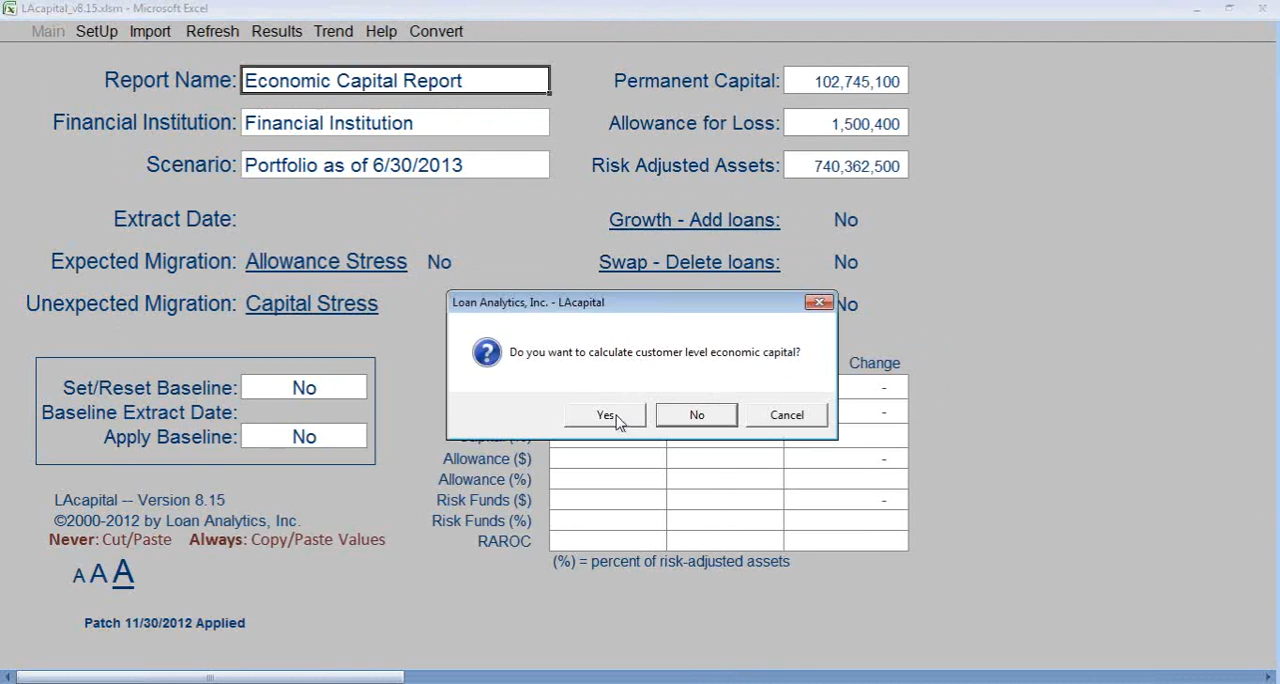 LAcapital_v8.15.xlsm - Microsoft Excel
Main SetUp Import Refresh Results Trend Help Convert
Report Name: Economic Capital Report Permanent Capital: 102,745,100
Financial Institution: Financial Institution Allowance for Loss: 1,500,400
Scenario: Portfolio as of 6/30/2013 Risk Adjusted Assets: 740,362,500
Extract Date: Growth - Add loans: No
Expected Migration: Allowance Stress No Swap - Delete loans: No
Unexpected Migration: Capital Stress No
Loan Analytics, Inc. - LAcapital
Do you want to calculate customer level economic capital?
Yes No Cancel
Change
Set/Reset Baseline: No -
Baseline Extract Date: -
Apply Baseline: No
Allowance ($) -
Allowance (%)
LAcapital -- Version 8.15 Risk Funds ($) -
©2000-2012 by Loan Analytics, Inc. Risk Funds (%)
Never: Cut/Paste Always: Copy/Paste Values RAROC
(%) = percent of risk-adjusted assets
A A A
Patch 11/30/2012 Applied